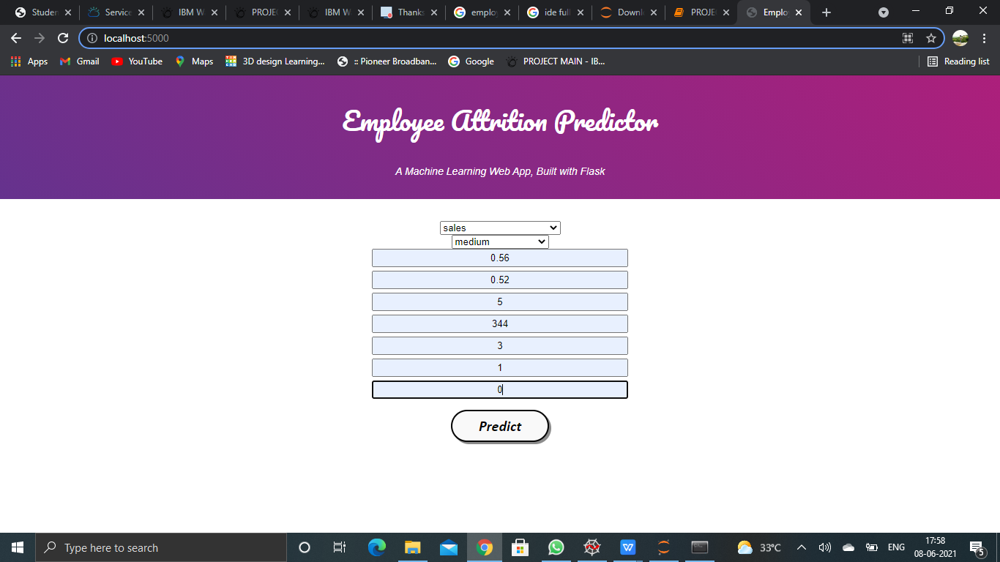 Studen
Service
IBM W
PROJEC
IBM W
Thanks
employ
ide full
Downl
PROJE
Emplo
localhost:5000
Apps
Gmail
YouTube
Maps
3D design Learning...
:: Pioneer Broadban...
Google
PROJECT MAIN - IB...
Reading list
Employee Attrition Predictor
A Machine Learning Web App, Built with Flask
sales
medium
0.56
0.52
5
344
3
1
0
Predict
Type here to search
33°C
ENG
17:58
08-06-2021
5